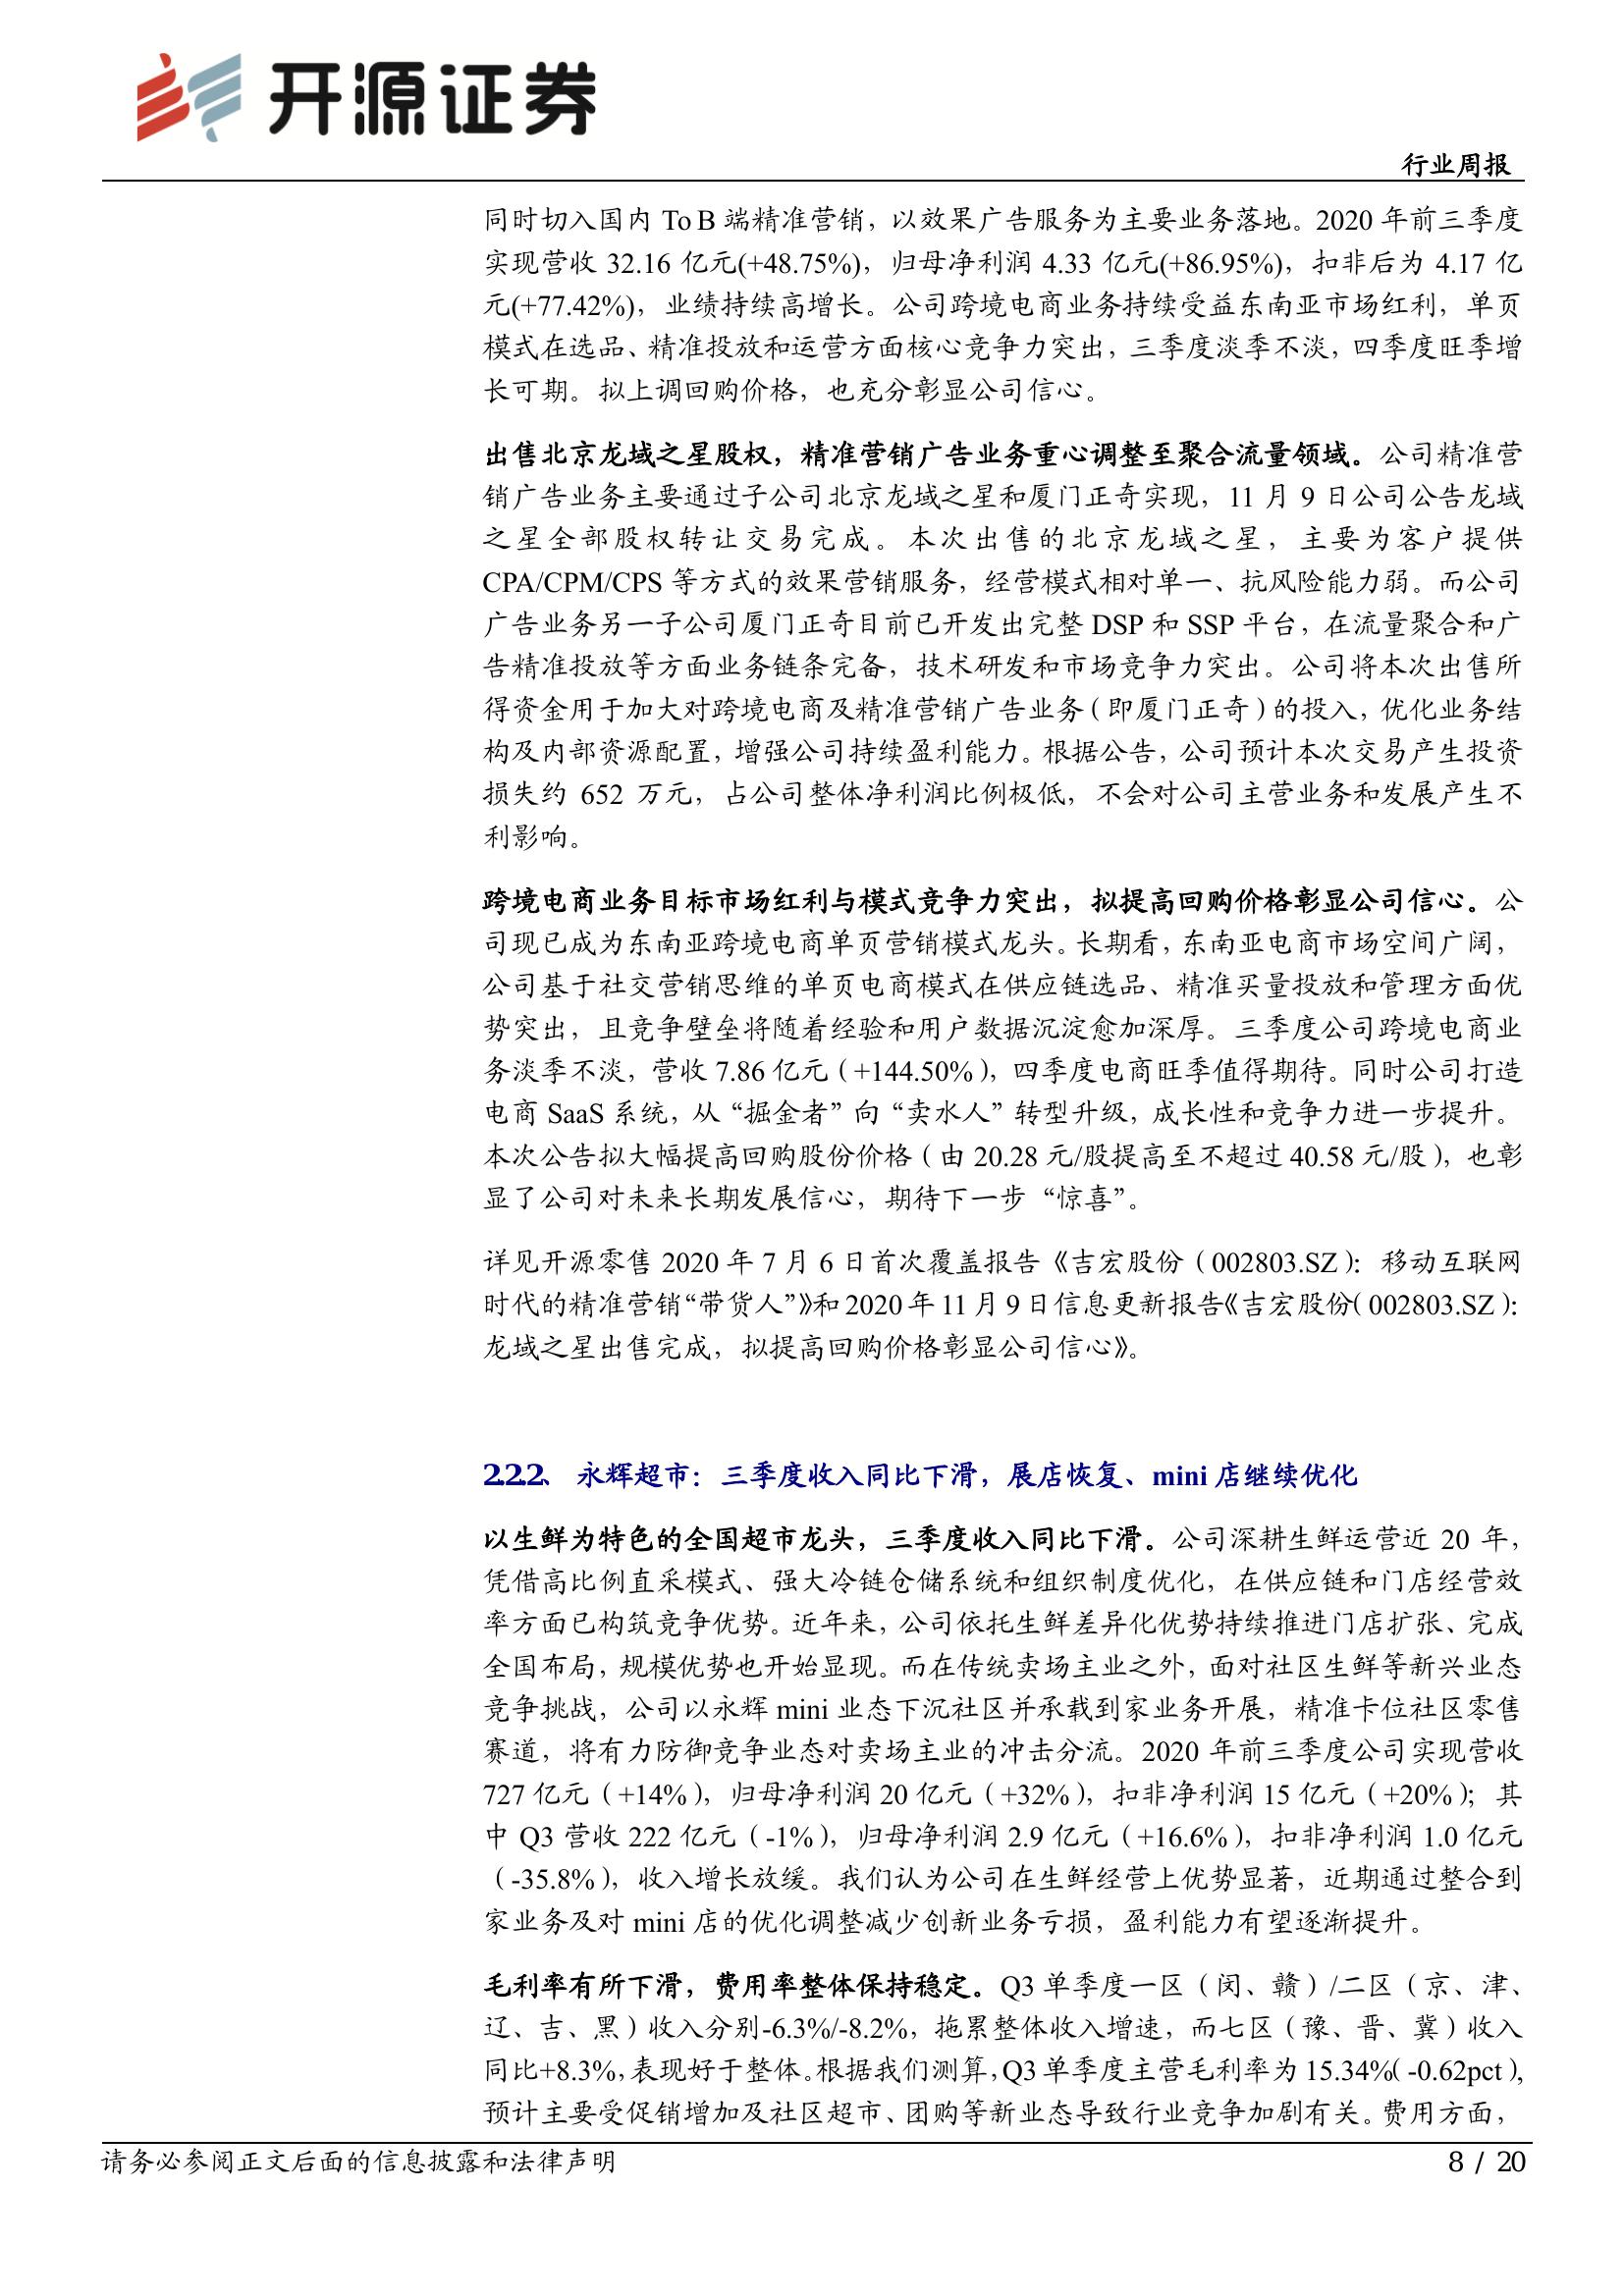 开源证券
行业周报
同时切入国内 To B 端精准营销，以效果广告服务为主要业务落地。2020 年前三季度
实现营收 32.16 亿元(+48.75%)，归母净利润 4.33 亿元(+86.95%)，扣非后为 4.17 亿
元(+77.42%)，业绩持续高增长。公司跨境电商业务持续受益东南亚市场红利，单页
模式在选品、精准投放和运营方面核心竞争力突出，三季度淡季不淡，四季度旺季增
长可期。拟上调回购价格，也充分彰显公司信心。
出售北京龙域之星股权，精准营销广告业务重心调整至聚合流量领域。公司精准营
销广告业务主要通过子公司北京龙域之星和厦门正奇实现，11 月 9 日公司公告龙域
之星全部股权转让交易完成。本次出售的北京龙域之星，主要为客户提供
CPA/CPM/CPS 等方式的效果营销服务，经营模式相对单一、抗风险能力弱。而公司
广告业务另一子公司厦门正奇目前已开发出完整 DSP 和 SSP 平台，在流量聚合和广
告精准投放等方面业务链条完备，技术研发和市场竞争力突出。公司将本次出售所
得资金用于加大对跨境电商及精准营销广告业务（即厦门正奇）的投入，优化业务结
构及内部资源配置，增强公司持续盈利能力。根据公告，公司预计本次交易产生投资
损失约 652 万元，占公司整体净利润比例极低，不会对公司主营业务和发展产生不
利影响。
跨境电商业务目标市场红利与模式竞争力突出，拟提高回购价格彰显公司信心。公
司现已成为东南亚跨境电商单页营销模式龙头。长期看，东南亚电商市场空间广阔，
公司基于社交营销思维的单页电商模式在供应链选品、精准买量投放和管理方面优
势突出，且竞争壁垒将随着经验和用户数据沉淀愈加深厚。三季度公司跨境电商业
务淡季不淡，营收 7.86 亿元（+144.50%），四季度电商旺季值得期待。同时公司打造
电商 SaaS 系统，从“掘金者”向“卖水人”转型升级，成长性和竞争力进一步提升。
本次公告拟大幅提高回购股份价格（由 20.28 元/股提高至不超过 40.58 元/股），也彰
显了公司对未来长期发展信心，期待下一步“惊喜”。
详见开源零售 2020 年 7 月 6 日首次覆盖报告《吉宏股份（002803.SZ）：移动互联网
时代的精准营销“带货人”》和 2020 年 11 月 9 日信息更新报告《吉宏股份（002803.SZ）：
龙域之星出售完成，拟提高回购价格彰显公司信心》。
2.2.2、 永辉超市：三季度收入同比下滑，展店恢复、mini 店继续优化
以生鲜为特色的全国超市龙头，三季度收入同比下滑。公司深耕生鲜运营近 20 年，
凭借高比例直采模式、强大冷链仓储系统和组织制度优化，在供应链和门店经营效
率方面已构筑竞争优势。近年来，公司依托生鲜差异化优势持续推进门店扩张、完成
全国布局，规模优势也开始显现。而在传统卖场主业之外，面对社区生鲜等新兴业态
竞争挑战，公司以永辉 mini 业态下沉社区并承载到家业务开展，精准卡位社区零售
赛道，将有力防御竞争业态对卖场主业的冲击分流。2020 年前三季度公司实现营收
727 亿元（+14%），归母净利润 20 亿元（+32%），扣非净利润 15 亿元（+20%）；其
中 Q3 营收 222 亿元（-1%），归母净利润 2.9 亿元（+16.6%），扣非净利润 1.0 亿元
（-35.8%），收入增长放缓。我们认为公司在生鲜经营上优势显著，近期通过整合到
家业务及对 mini 店的优化调整减少创新业务亏损，盈利能力有望逐渐提升。
毛利率有所下滑，费用率整体保持稳定。Q3 单季度一区（闵、赣）/二区（京、津、
辽、吉、黑）收入分别-6.3%/-8.2%，拖累整体收入增速，而七区（豫、晋、冀）收入
同比+8.3%，表现好于整体。根据我们测算，Q3 单季度主营毛利率为 15.34%（-0.62pct），
预计主要受促销增加及社区超市、团购等新业态导致行业竞争加剧有关。费用方面，
请务必参阅正文后面的信息披露和法律声明
8 / 20